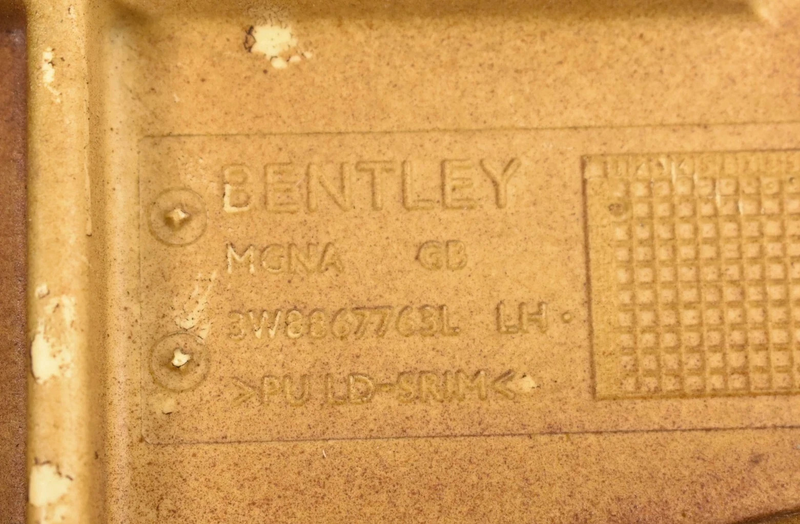 BENTLEY
MGNA GB
3W8867763L LH
>PU LD-SRIM<